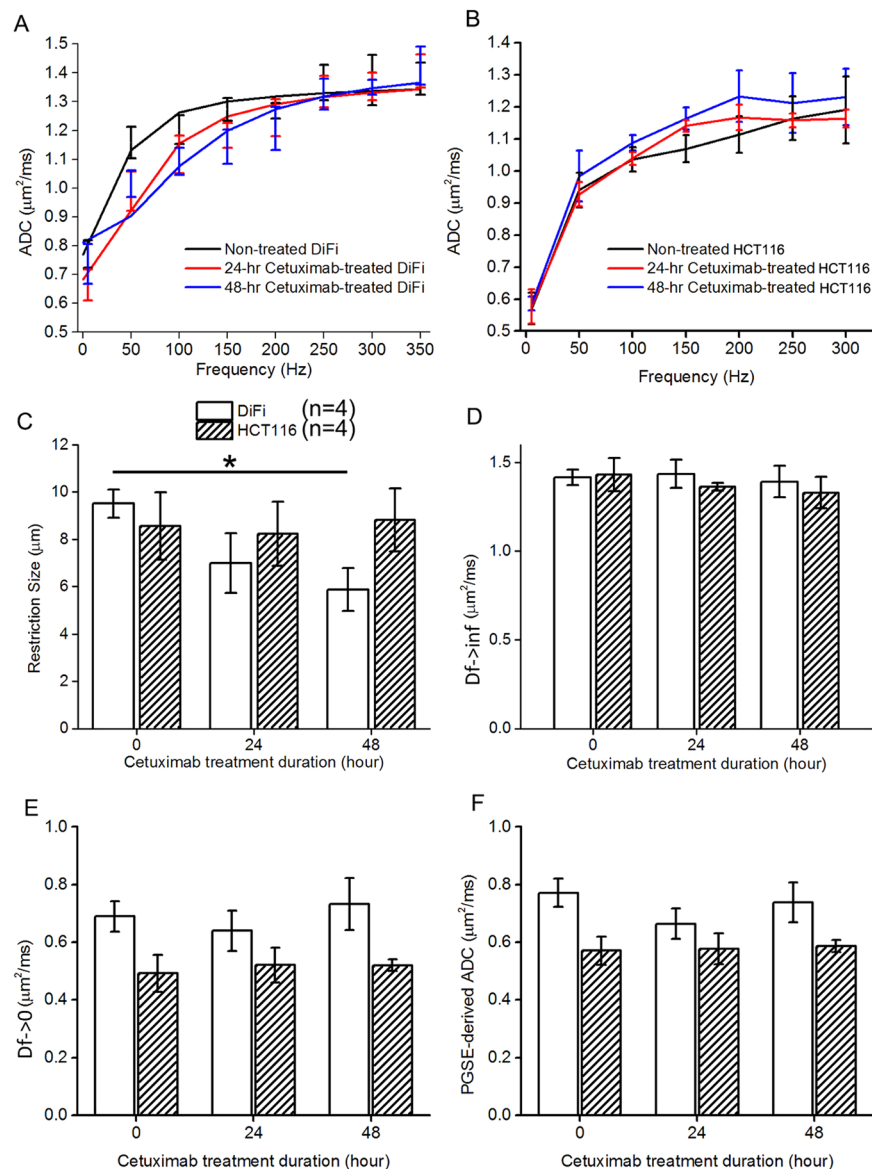 A
1.5
1.4
1.3
1.2
1.1
1.0
0.9
0.8
0.7
0.6
0.5
ADC (μm²/ms)
Non-treated DiFi
24-hr Cetuximab-treated DiFi
48-hr Cetuximab-treated DiFi
0 50 100 150 200 250 300 350
Frequency (Hz)
B
1.4
1.3
1.2
1.1
1.0
0.9
0.8
0.7
0.6
0.5
ADC (μm²/ms)
Non-treated HCT116
24-hr Cetuximab-treated HCT116
48-hr Cetuximab-treated HCT116
0 50 100 150 200 250 300
Frequency (Hz)
C
DiFi (n=4)
HCT116 (n=4)
*
12
10
8
6
4
2
0
Restriction Size (μm)
0 24 48
Cetuximab treatment duration (hour)
D
1.5
1.0
0.5
0.0
Df->inf (μm²/ms)
0 24 48
Cetuximab treatment duration (hour)
E
1.0
0.8
0.6
0.4
0.2
0.0
Df->0 (μm²/ms)
0 24 48
Cetuximab treatment duration (hour)
F
1.0
0.8
0.6
0.4
0.2
0.0
PGSE-derived ADC (μm²/ms)
0 24 48
Cetuximab treatment duration (hour)